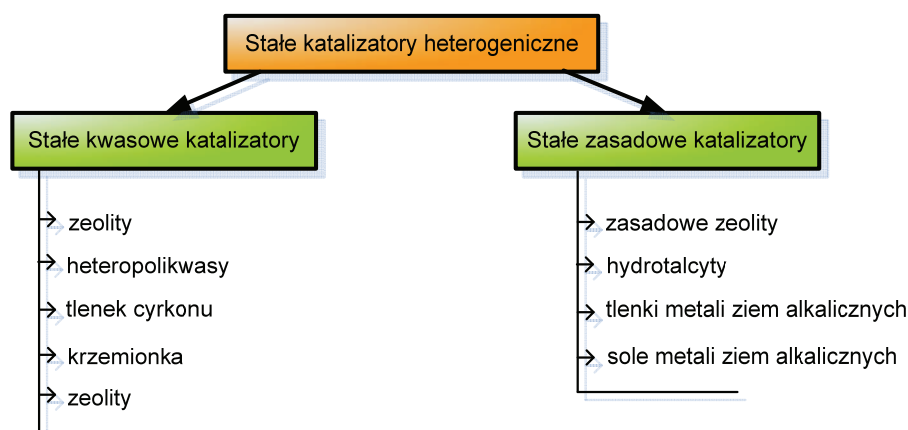 Stałe katalizatory heterogeniczne
Stałe kwasowe katalizatory
zeolity
heteropolikwasy
tlenek cyrkonu
krzemionka
zeolity
Stałe zasadowe katalizatory
zasadowe zeolity
hydrotalcyty
tlenki metali ziem alkalicznych
sole metali ziem alkalicznych